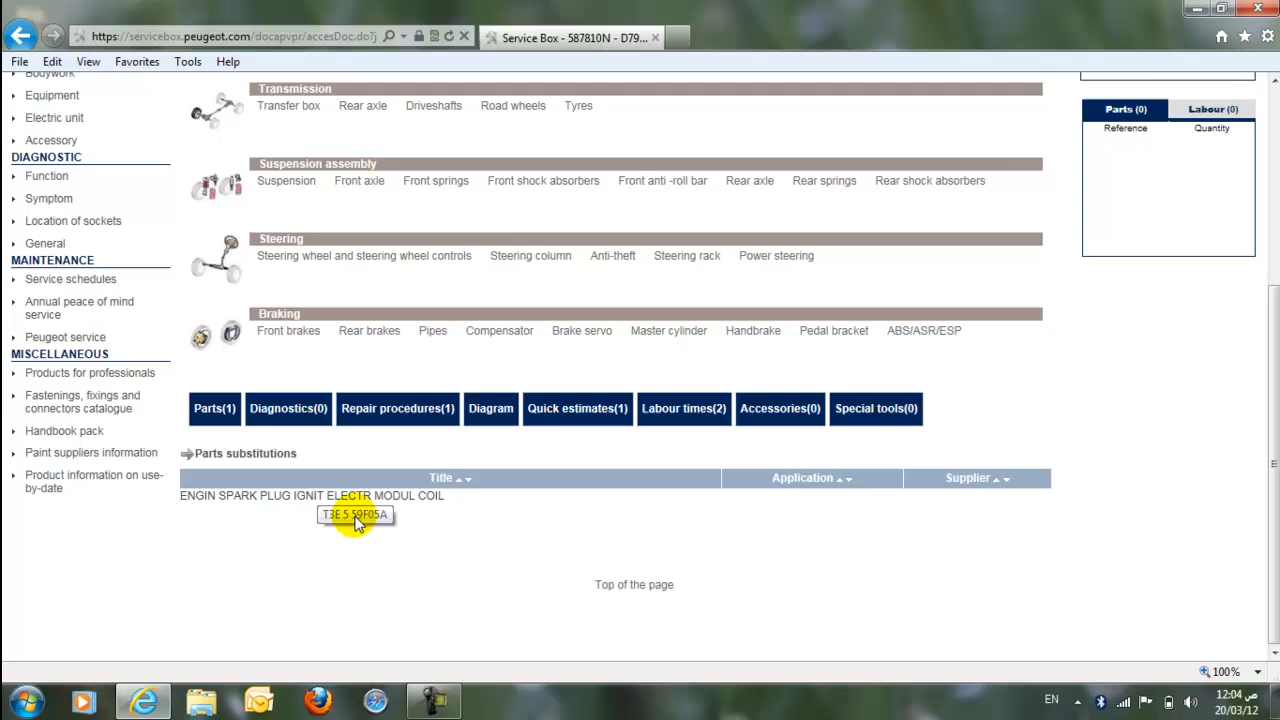 https://servicebox.peugeot.com/docapvpr/accesDoc.do?j
Service Box - 587810N - D79...
File Edit View Favorites Tools Help
Bodywork
Equipment
Electric unit
Accessory
DIAGNOSTIC
Function
Symptom
Location of sockets
General
MAINTENANCE
Service schedules
Annual peace of mind
service
Peugeot service
MISCELLANEOUS
Products for professionals
Fastenings, fixings and
connectors catalogue
Handbook pack
Paint suppliers information
Product information on use-
by-date
Transmission
Transfer box Rear axle Driveshafts Road wheels Tyres
Suspension assembly
Suspension Front axle Front springs Front shock absorbers Front anti -roll bar Rear axle Rear springs Rear shock absorbers
Steering
Steering wheel and steering wheel controls Steering column Anti-theft Steering rack Power steering
Braking
Front brakes Rear brakes Pipes Compensator Brake servo Master cylinder Handbrake Pedal bracket ABS/ASR/ESP
Parts(1) Diagnostics(0) Repair procedures(1) Diagram Quick estimates(1) Labour times(2) Accessories(0) Special tools(0)
Parts substitutions
Title Application Supplier
ENGIN SPARK PLUG IGNIT ELECTR MODUL COIL
T3E 5 59F05A
Top of the page
Parts (0) Labour (0)
Reference Quantity
100%
EN
12:04 ص
20/03/12